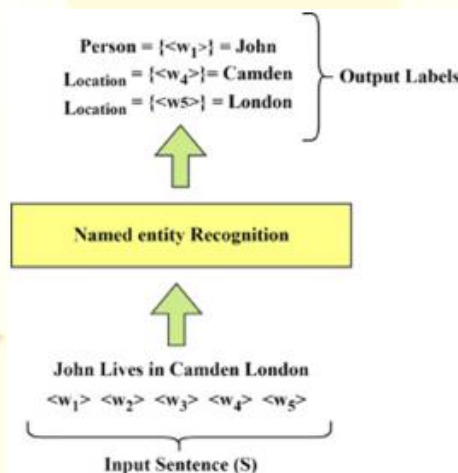 Person = {<w₁>} = John
Location = {<w₄>}= Camden
Location = {<w5>} = London
Output Labels
Named entity Recognition
John Lives in Camden London
<w₁> <w₂> <w₃> <w₄> <w₅>
Input Sentence (S)